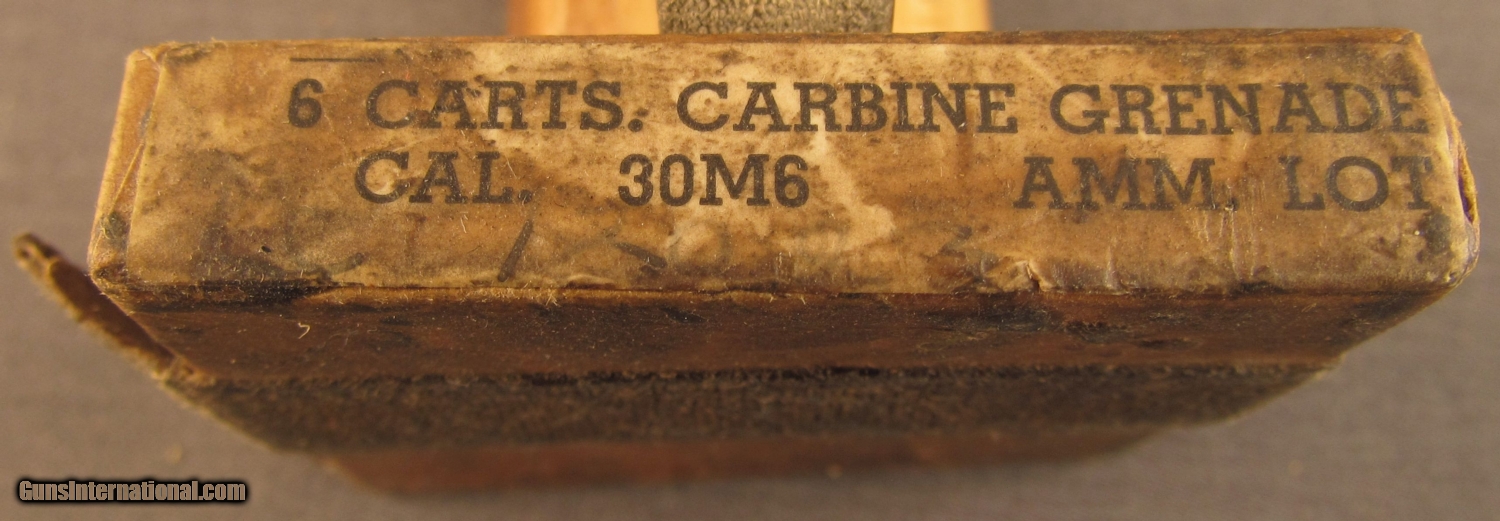 6 CARTS. CARBINE GRENADE
CAL. 30M6 AMM. LOT
GunsInternational.com